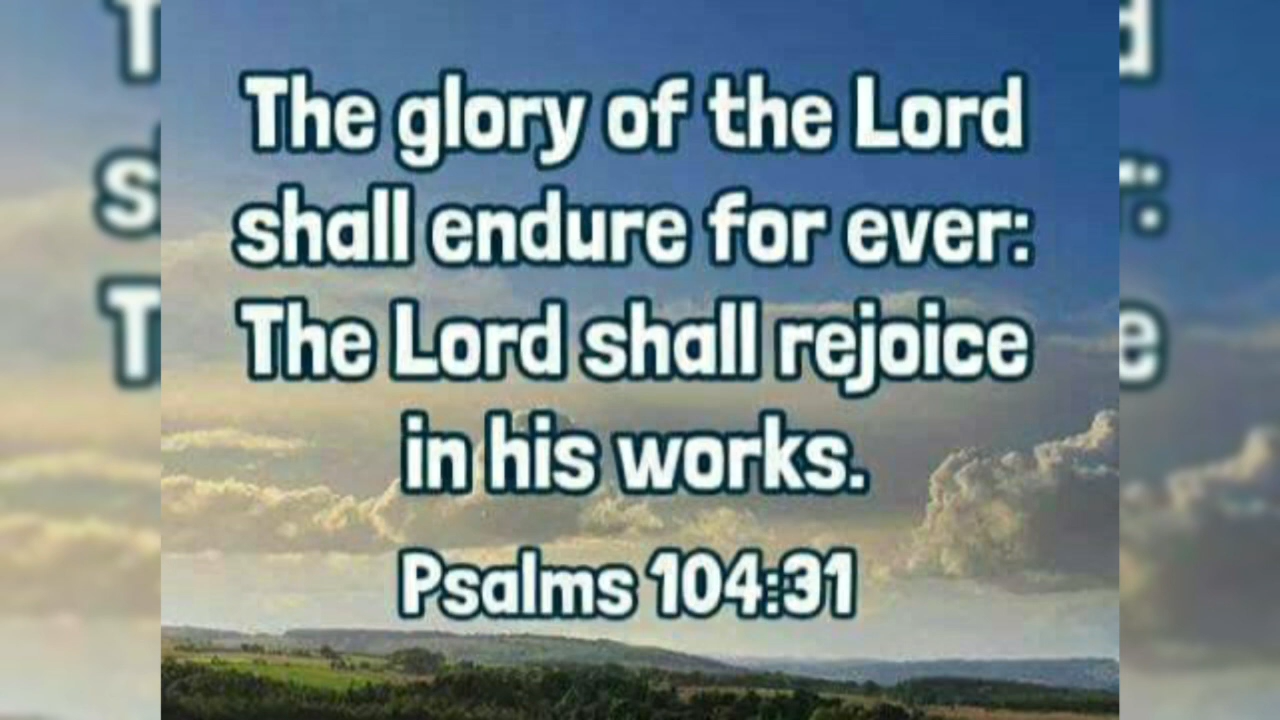 The glory of the Lord
shall endure for ever:
The Lord shall rejoice
in his works.
Psalms 104:31